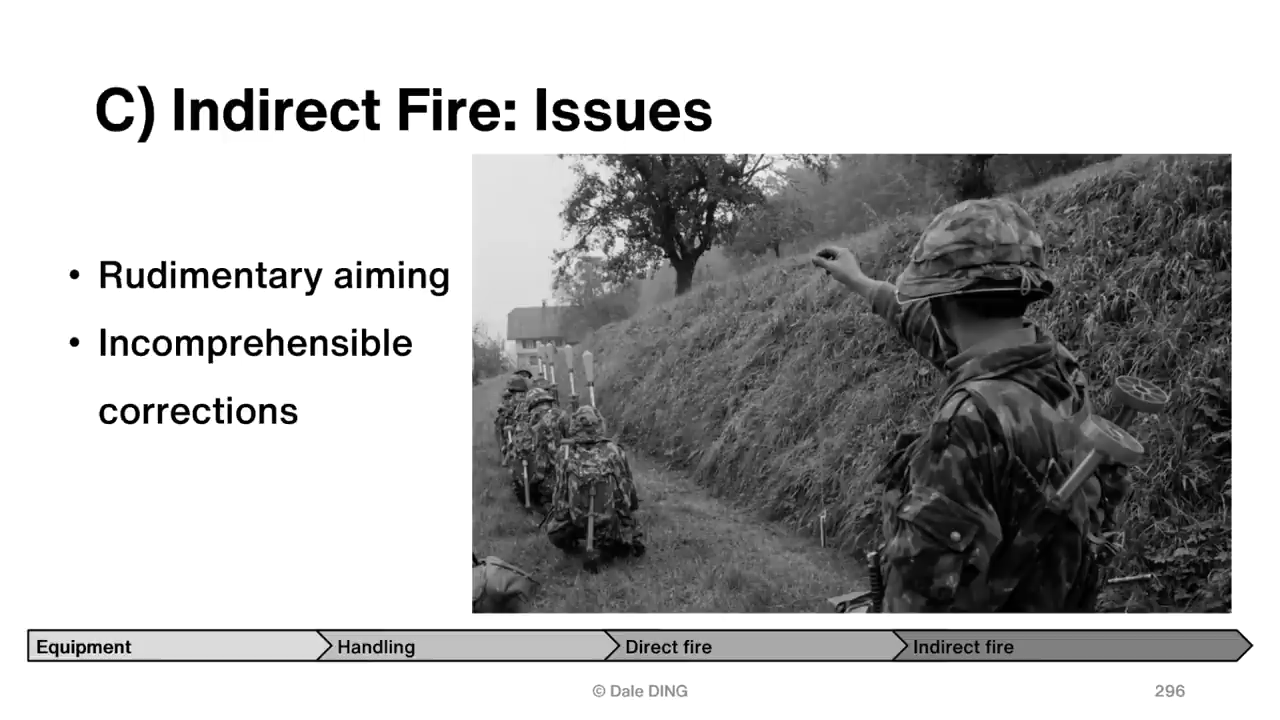 C) Indirect Fire: Issues
• Rudimentary aiming
• Incomprehensible
corrections
Equipment
Handling
Direct fire
Indirect fire
© Dale DING
296